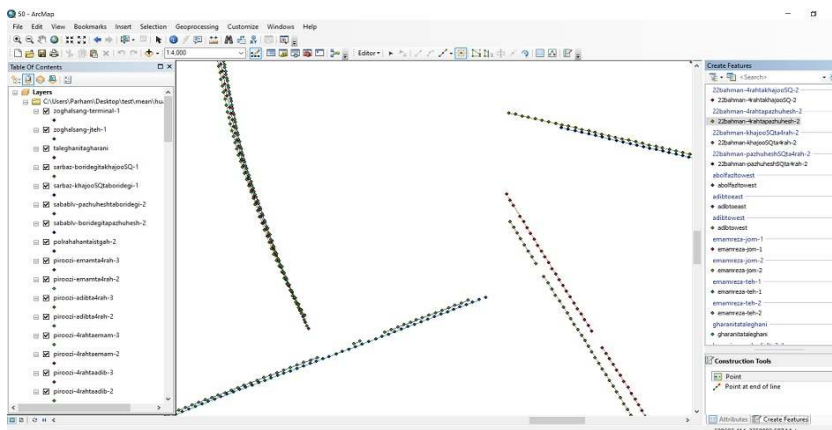 50 - ArcMap
File Edit View Bookmarks Insert Selection Geoprocessing Customize Windows Help
1:4,000
Editor
Table Of Contents
Layers
C:\Users\Parham\Desktop\test\mean\hu
zoghalsang-terminal-1
zoghalsang-jteh-1
taleghanitagharani
sarbaz-boridegitakhajooSQ-1
sarbaz-khajooSQtaboridegi-1
sabablv-pazhuheshtaboridegi-2
sabablv-boridegitapazhuhesh-2
polrahahantaistgah-2
piroozi-emamta4rah-3
piroozi-emamta4rah-2
piroozi-adibta4rah-3
piroozi-adibta4rah-2
piroozi-4rahtaemam-3
piroozi-4rahtaemam-2
piroozi-4rahtaadib-3
piroozi-4rahtaadib-2
Create Features
<Search>
22bahman-4rahtakhajooSQ-2
22bahman-4rahtakhajooSQ-2
22bahman-4rahtapazhuhesh-2
22bahman-4rahtapazhuhesh-2
22bahman-khajooSQta4rah-2
22bahman-khajooSQta4rah-2
22bahman-pazhuheshSQta4rah-2
22bahman-pazhuheshSQta4rah-2
abolfazltowest
abolfazltowest
adibtoeast
adibtoeast
adibtowest
adibtowest
emamreza-jom-1
emamreza-jom-1
emamreza-jom-2
emamreza-jom-2
emamreza-teh-1
emamreza-teh-1
emamreza-teh-2
emamreza-teh-2
gharanitataleghani
gharanitataleghani
Construction Tools
Point
Point at end of line
Attributes Create Features